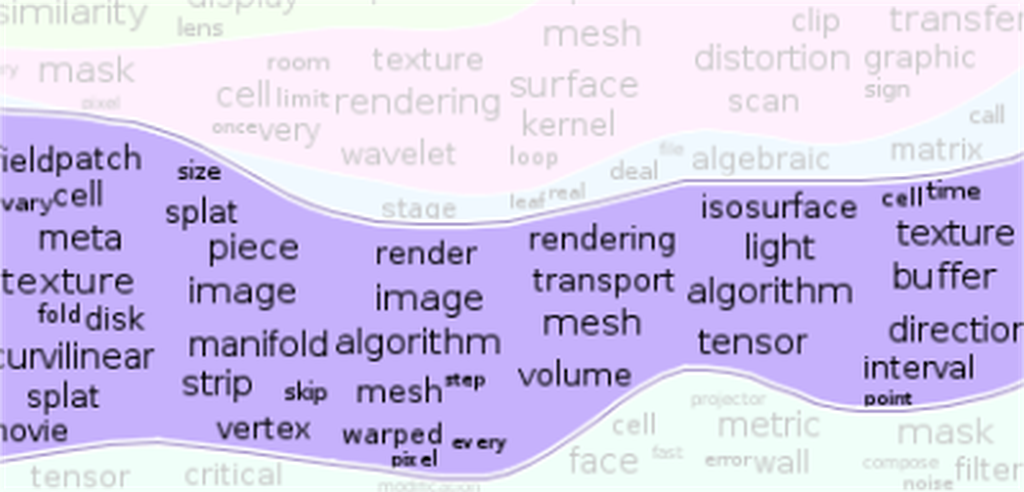 similarity display mesh clip transfer
lens
room texture distortion graphic
mask
pixel
cell limit rendering surface scan sign
once very kernel call
wavelet loop deal file algebraic matrix
stage leaf real
fieldpatch size isosurface cell time
vary cell splat
meta piece render rendering light texture
texture image image transport algorithm buffer
fold disk mesh direction
curvilinear manifold algorithm tensor
splat strip skip mesh step volume interval
point
movie vertex warped every
pixel
projector
cell metric mask
tensor critical face fast error wall compose filter
modification noise